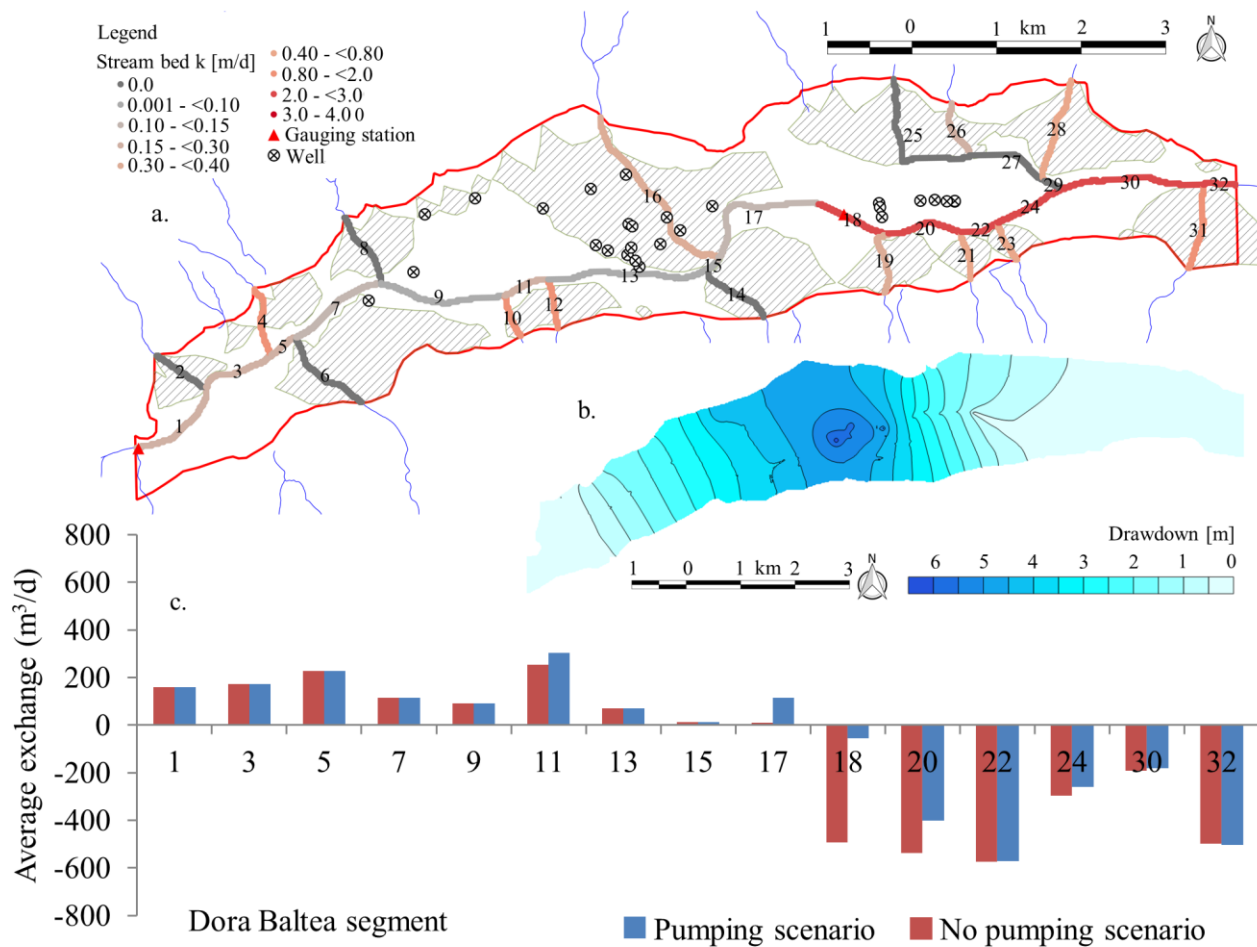 Legend
Stream bed k [m/d]
0.0
0.001 - <0.10
0.10 - <0.15
0.15 - <0.30
0.30 - <0.40
0.40 - <0.80
0.80 - <2.0
2.0 - <3.0
3.0 - 4.00
Gauging station
Well
1 0 1 km 2 3
N
a.
1
2
3
4
5
6
7
8
9
10
11
12
13
14
15
16
17
18
19
20
21
22
23
24
25
26
27
28
29
30
31
32
b.
Drawdown [m]
6 5 4 3 2 1 0
1 0 1 km 2 3
N
c.
Average exchange (m³/d)
800
600
400
200
0
-200
-400
-600
-800
1 3 5 7 9 11 13 15 17 18 20 22 24 30 32
Dora Baltea segment
Pumping scenario
No pumping scenario